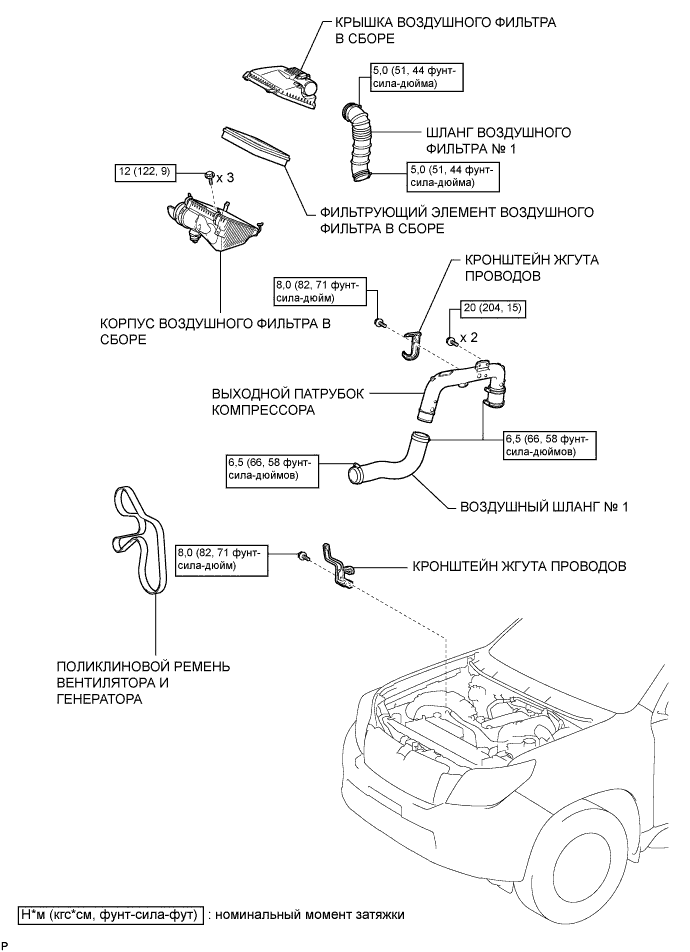 КРЫШКА ВОЗДУШНОГО ФИЛЬТРА
В СБОРЕ
5,0 (51, 44 фунт-
сила-дюйма)
ШЛАНГ ВОЗДУШНОГО
ФИЛЬТРА № 1
12 (122, 9)
x 3
5,0 (51, 44 фунт-
сила-дюйма)
ФИЛЬТРУЮЩИЙ ЭЛЕМЕНТ ВОЗДУШНОГО
ФИЛЬТРА В СБОРЕ
КРОНШТЕЙН ЖГУТА
ПРОВОДОВ
8,0 (82, 71 фунт-
сила-дюйм)
20 (204, 15)
КОРПУС ВОЗДУШНОГО ФИЛЬТРА В
СБОРЕ
x 2
ВЫХОДНОЙ ПАТРУБОК
КОМПРЕССОРА
6,5 (66, 58 фунт-
сила-дюймов)
6,5 (66, 58 фунт-
сила-дюймов)
ВОЗДУШНЫЙ ШЛАНГ № 1
8,0 (82, 71 фунт-
сила-дюйм)
КРОНШТЕЙН ЖГУТА ПРОВОДОВ
ПОЛИКЛИНОВОЙ РЕМЕНЬ
ВЕНТИЛЯТОРА И
ГЕНЕРАТОРА
Н*м (кгс*см, фунт-сила-фут) : номинальный момент затяжки
P